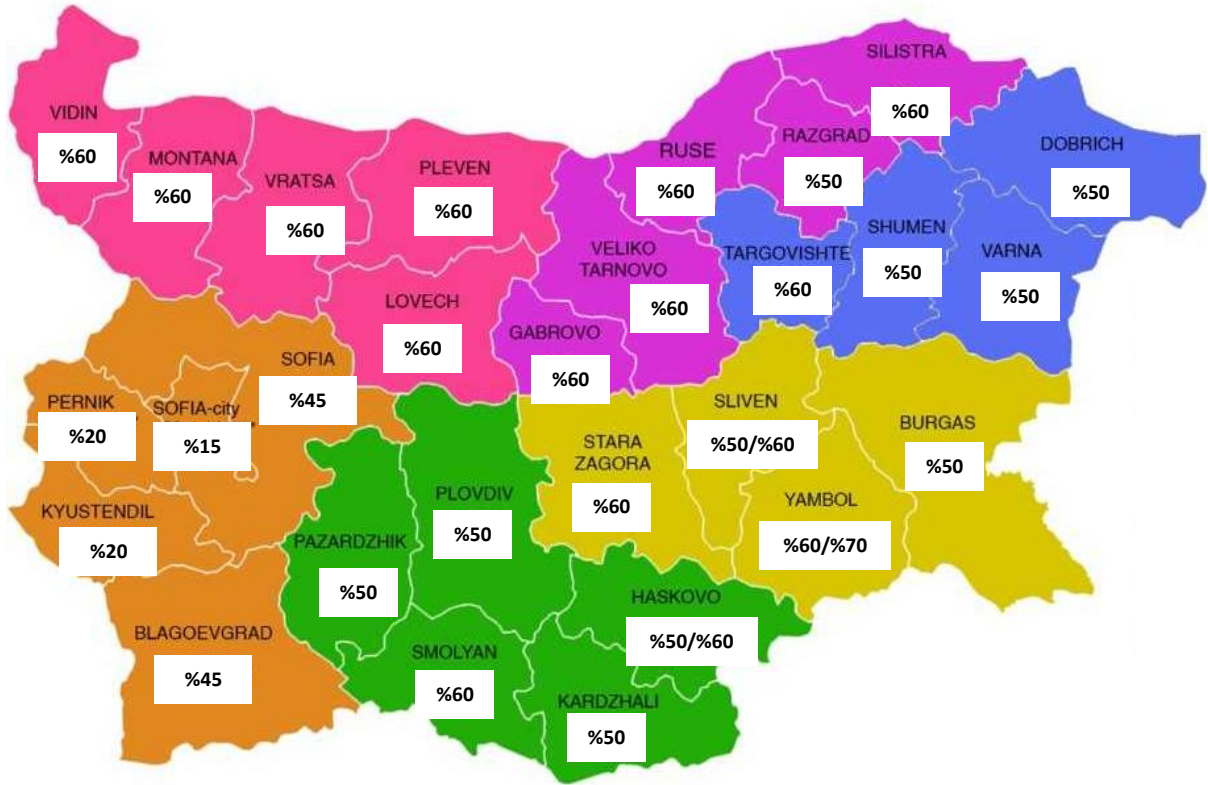 SILISTRA
%60
VIDIN
%60
MONTANA
%60
VRATSA
%60
PLEVEN
%60
RUSE
%60
RAZGRAD
%50
DOBRICH
%50
VELIKO
TARNOVO
%60
TARGOVISHTE
%60
SHUMEN
%50
VARNA
%50
LOVECH
%60
GABROVO
%60
SOFIA
%45
PERNIK
%20
SOFIA-city
%15
SLIVEN
%50/%60
BURGAS
%50
STARA
ZAGORA
%60
YAMBOL
%60/%70
KYUSTENDIL
%20
PLOVDIV
%50
PAZARDZHIK
%50
HASKOVO
%50/%60
BLAGOEVGRAD
%45
SMOLYAN
%60
KARDZHALI
%50